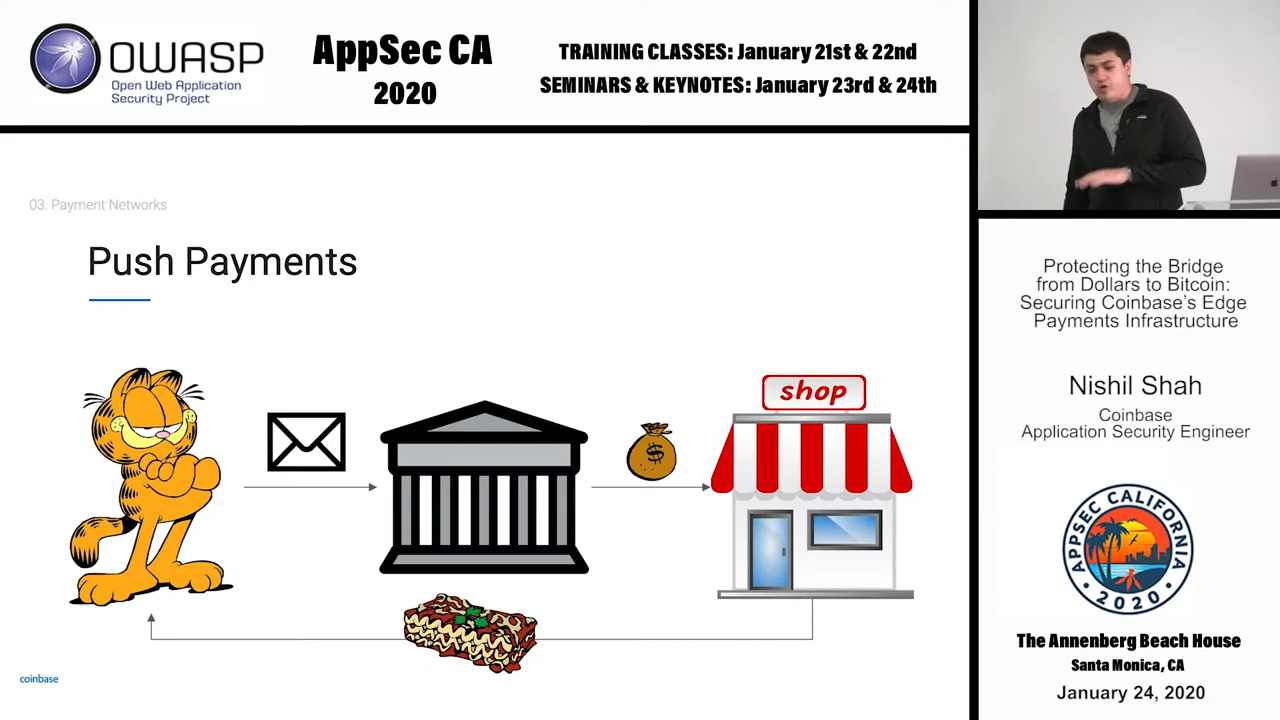 OWASP
Open Web Application
Security Project
AppSec CA
2020
TRAINING CLASSES: January 21st & 22nd
SEMINARS & KEYNOTES: January 23rd & 24th
03. Payment Networks
Push Payments
$
shop
coinbase
Protecting the Bridge
from Dollars to Bitcoin:
Securing Coinbase's Edge
Payments Infrastructure
Nishil Shah
Coinbase
Application Security Engineer
APPSEC CALIFORNIA
2020
The Annenberg Beach House
Santa Monica, CA
January 24, 2020